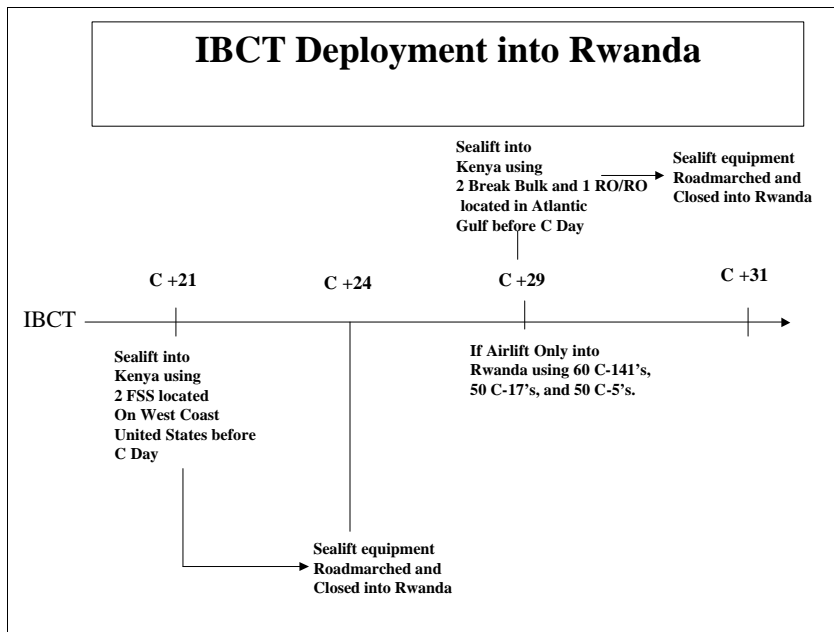 IBCT Deployment into Rwanda
Sealift into
Kenya using
2 Break Bulk and 1 RO/RO
located in Atlantic
Gulf before C Day
Sealift equipment
Roadmarched and
Closed into Rwanda
C +21
C +24
C +29
C +31
IBCT
Sealift into
Kenya using
2 FSS located
On West Coast
United States before
C Day
If Airlift Only into
Rwanda using 60 C-141's,
50 C-17's, and 50 C-5's.
Sealift equipment
Roadmarched and
Closed into Rwanda